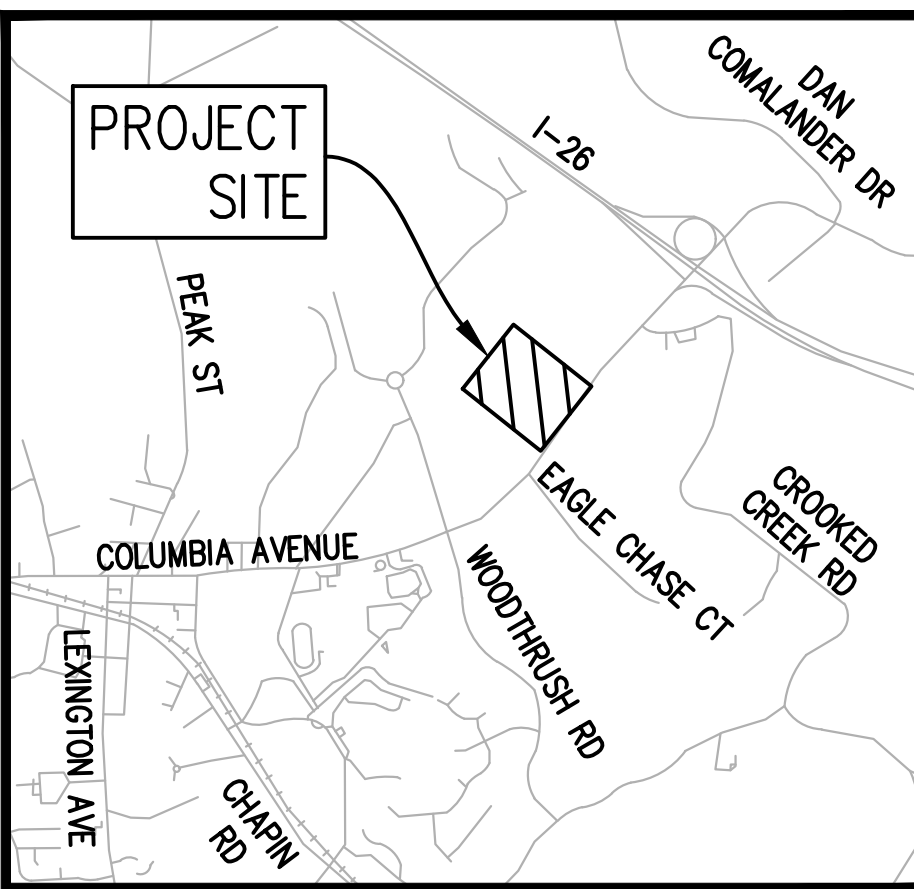 PROJECT
SITE
DAN
COMALANDER DR
I-26
PEAK ST
CROOKED
CREEK RD
EAGLE CHASE CT
COLUMBIA AVENUE
WOODTHRUSH RD
LEXINGTON AVE
CHAPIN
RD